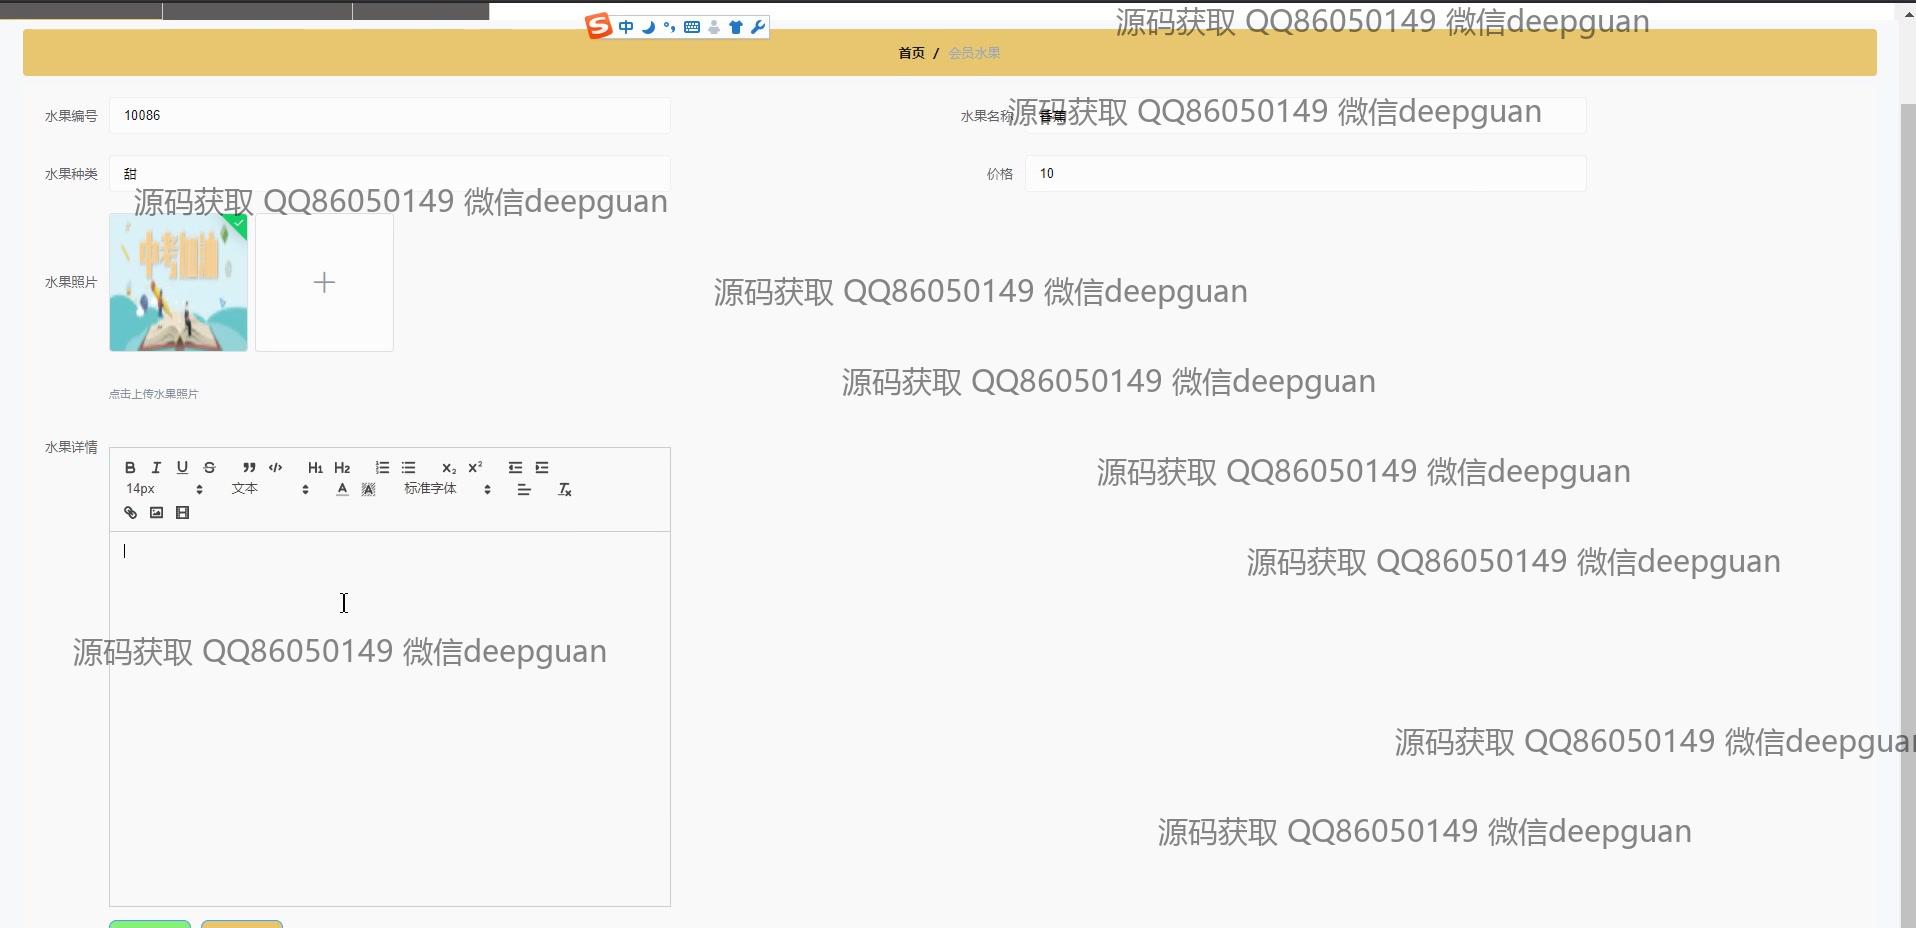 源码获取 QQ86050149 微信deepguan
中
首页 / 会员水果
水果编号 10086
水果名称 香蕉
源码获取 QQ86050149 微信deepguan
水果种类 甜
价格 10
源码获取 QQ86050149 微信deepguan
中考加油
水果照片
源码获取 QQ86050149 微信deepguan
源码获取 QQ86050149 微信deepguan
点击上传水果照片
水果详情
B I U S H1 H2 X2 X2
14px 文本 A A 标准字体 Tx
源码获取 QQ86050149 微信deepguan
源码获取 QQ86050149 微信deepguan
源码获取 QQ86050149 微信deepguan
源码获取 QQ86050149 微信deepguan
源码获取 QQ86050149 微信deepguan